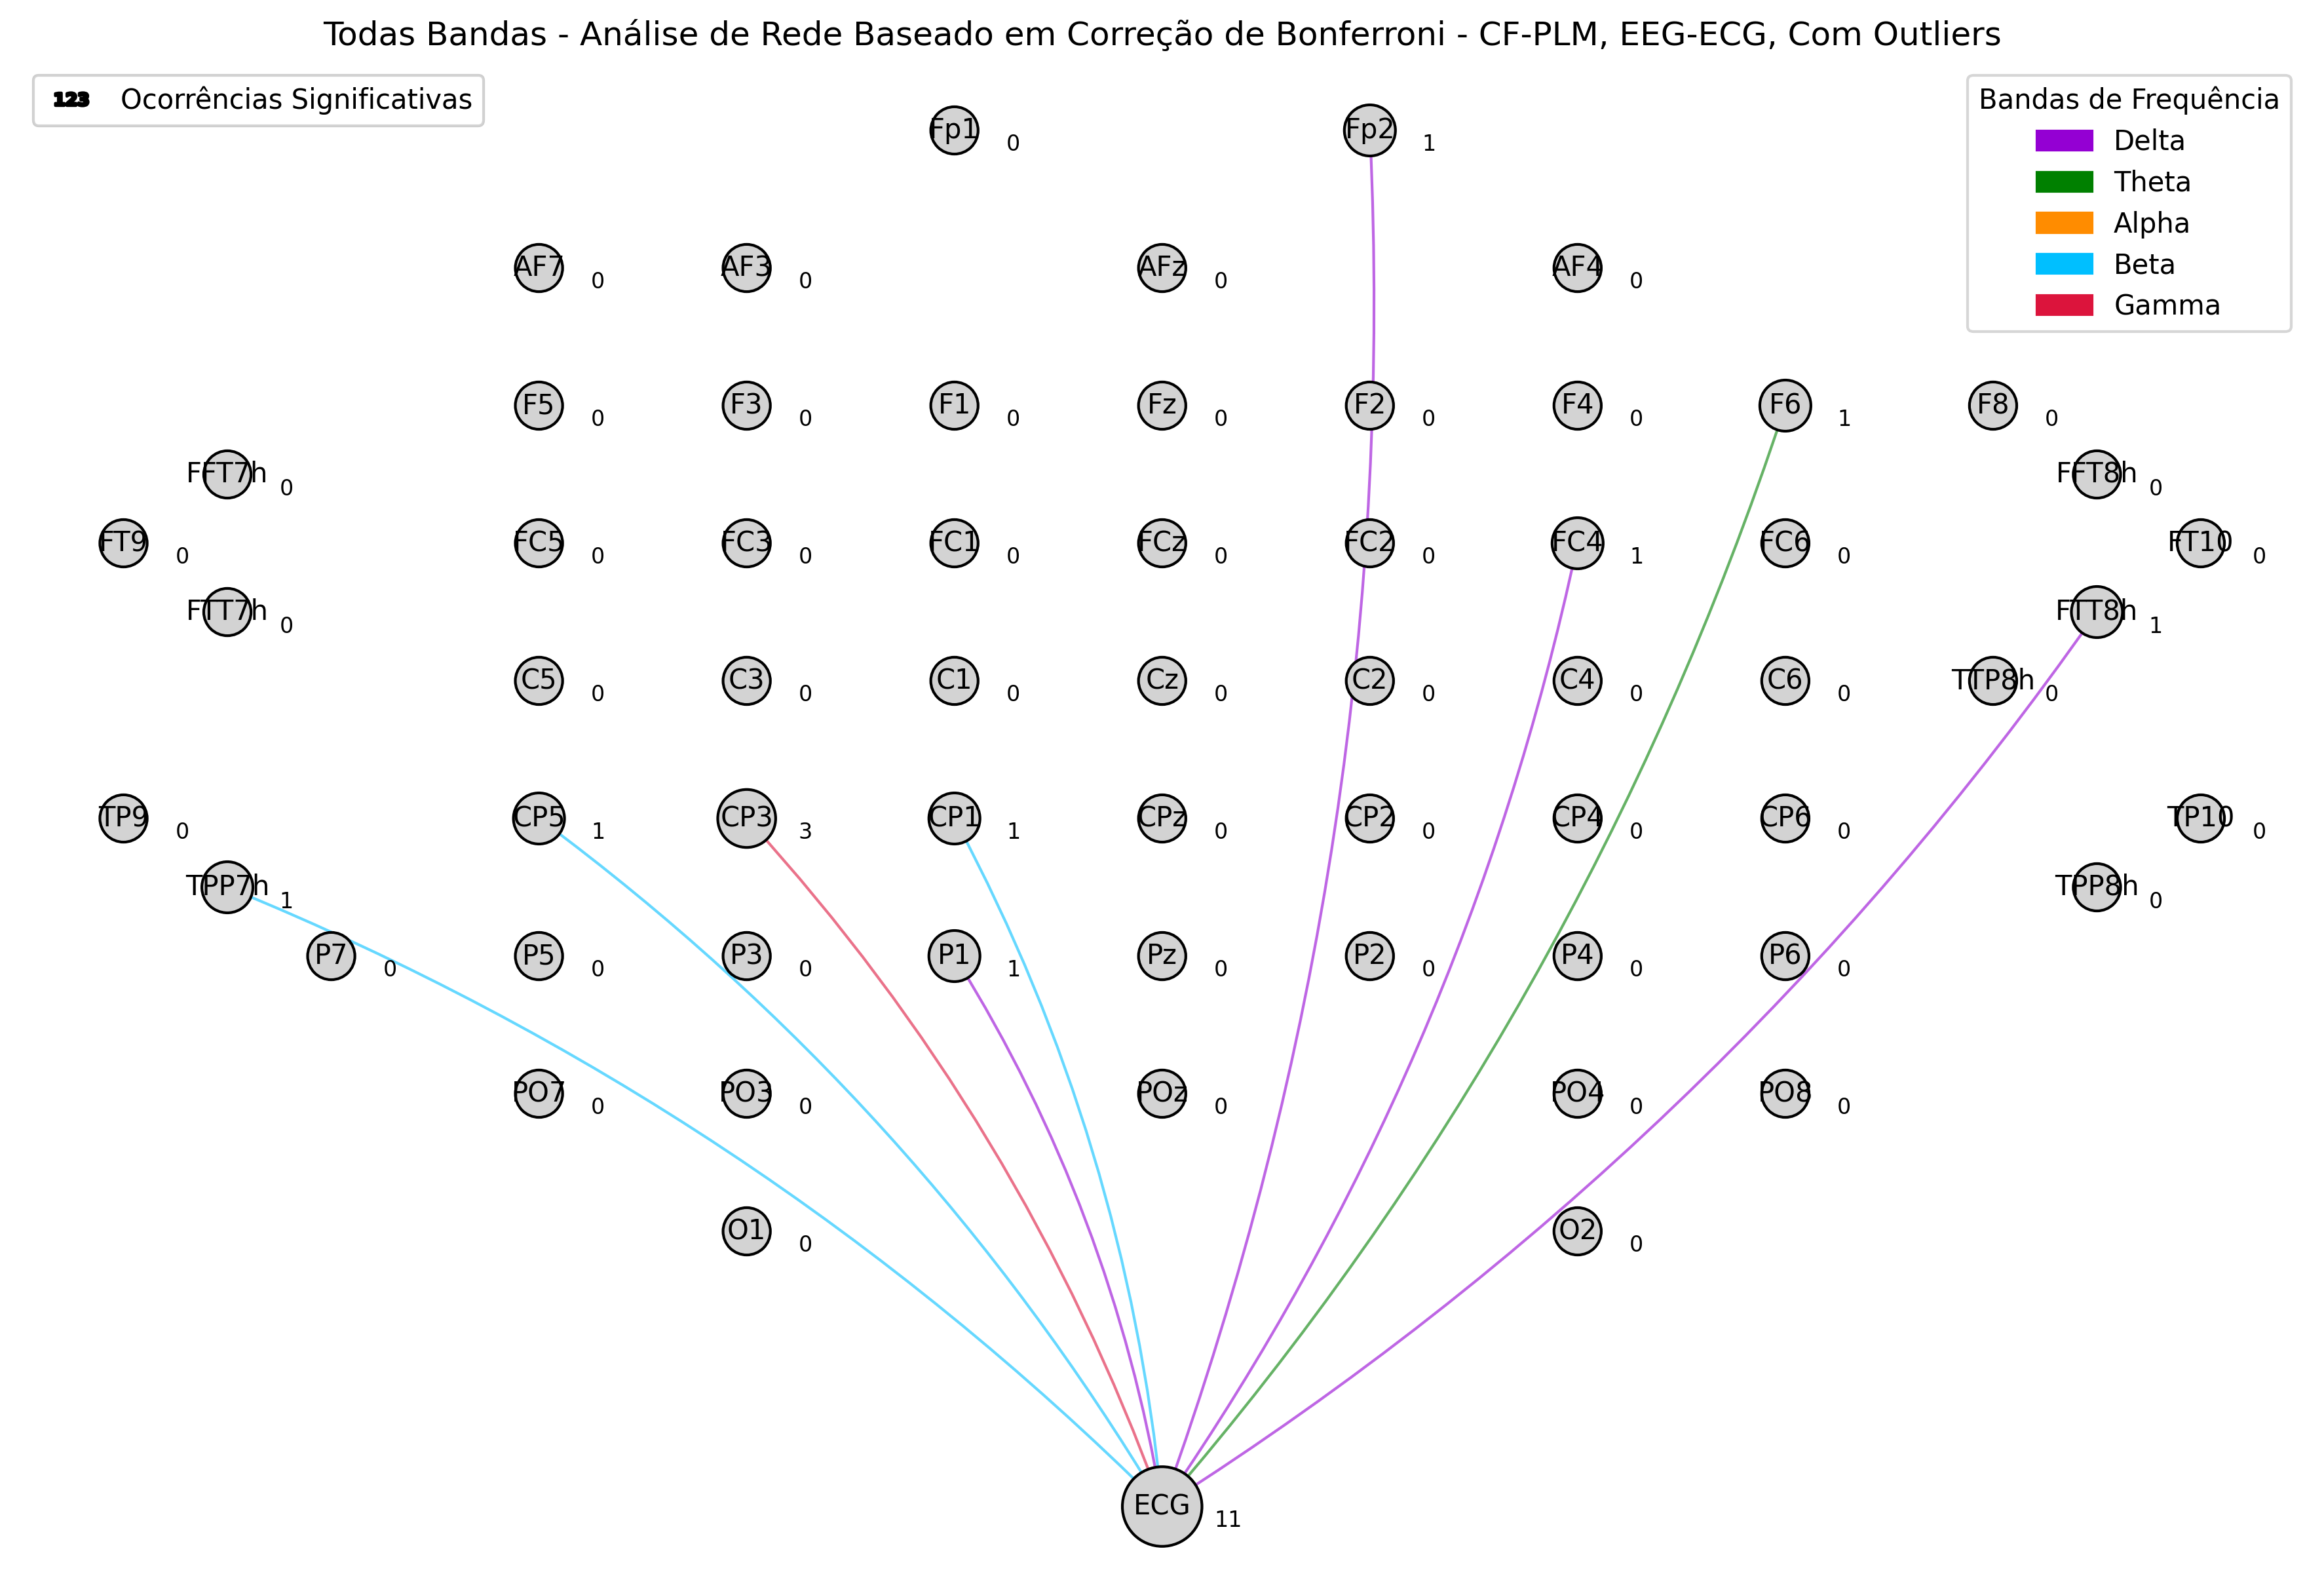 Todas Bandas - Análise de Rede Baseado em Correção de Bonferroni - CF-PLM, EEG-ECG, Com Outliers
123 Ocorrências Significativas
Bandas de Frequência
Delta
Theta
Alpha
Beta
Gamma
Fp1 0 Fp2 1
AF7 0 AF3 0 AFz 0 AF4 0
F5 0 F3 0 F1 0 Fz 0 F2 0 F4 0 F6 1 F8 0
FFT7h 0 FFT8h 0
FT9 0 FC5 0 FC3 0 FC1 0 FCz 0 FC2 0 FC4 1 FC6 0 FT10 0
FTT7h 0 FTT8h 1
C5 0 C3 0 C1 0 Cz 0 C2 0 C4 0 C6 0 TTP8h 0
TP9 0 CP5 1 CP3 3 CP1 1 CPz 0 CP2 0 CP4 0 CP6 0 TP10 0
TPP7h 1 TPP8h 0
P7 0 P5 0 P3 0 P1 1 Pz 0 P2 0 P4 0 P6 0
PO7 0 PO3 0 POz 0 PO4 0 PO8 0
O1 0 O2 0
ECG 11